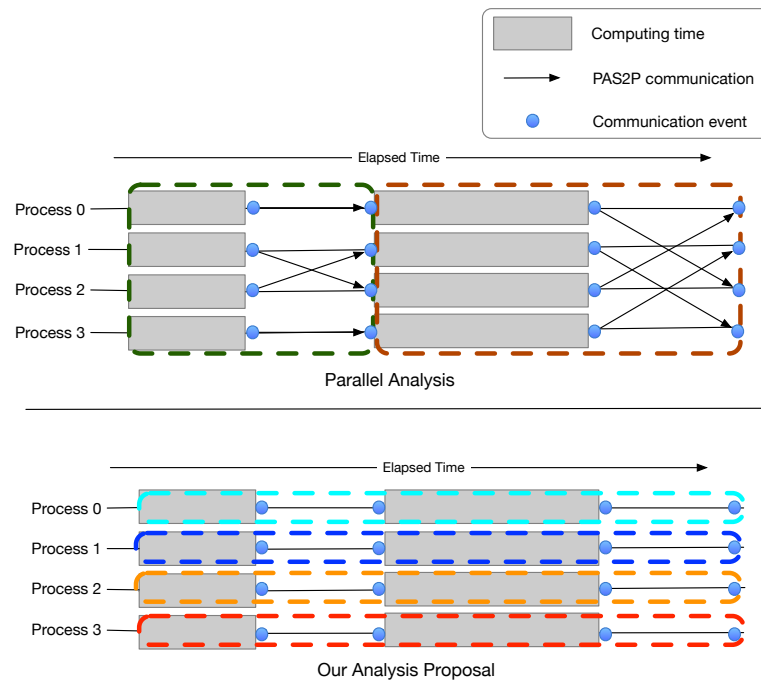 Computing time
PAS2P communication
Communication event
Elapsed Time
Process 0
Process 1
Process 2
Process 3
Parallel Analysis
Elapsed Time
Process 0
Process 1
Process 2
Process 3
Our Analysis Proposal